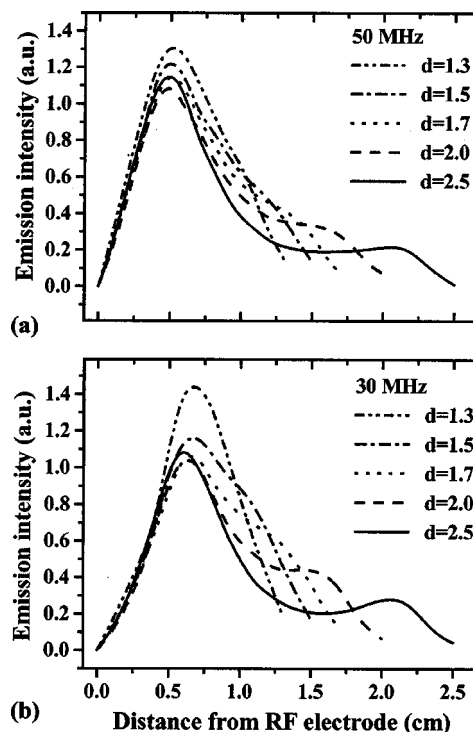 Emission intensity (a.u.)
1.4
1.2
1.0
0.8
0.6
0.4
0.2
0.0
50 MHz
d=1.3
d=1.5
d=1.7
d=2.0
d=2.5
(a)
Emission intensity (a.u.)
1.4
1.2
1.0
0.8
0.6
0.4
0.2
0.0
30 MHz
d=1.3
d=1.5
d=1.7
d=2.0
d=2.5
0.0 0.5 1.0 1.5 2.0 2.5
(b)
Distance from RF electrode (cm)